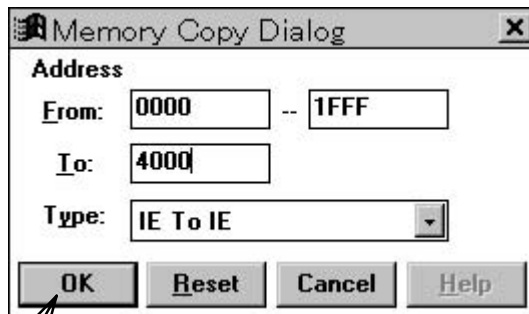 Memory Copy Dialog
Address
From: 0000 -- 1FFF
To: 4000
Type: IE To IE
OK Reset Cancel Help